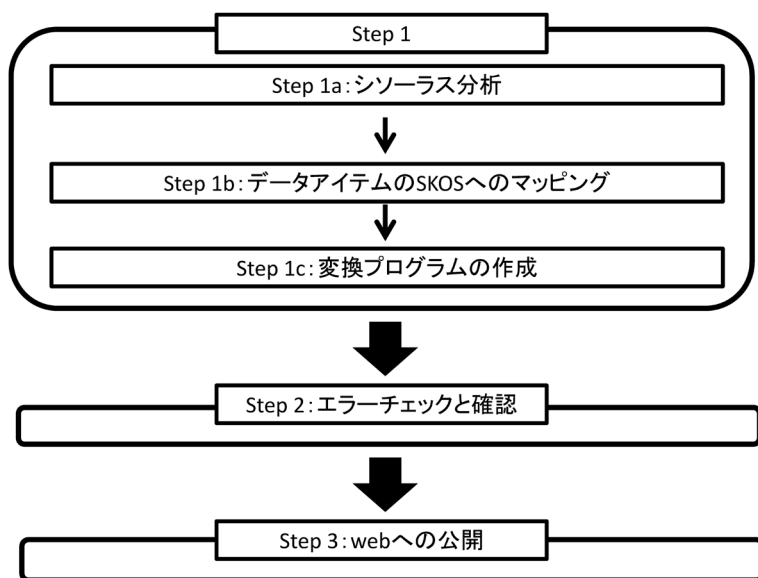 Step 1
Step 1a：シソーラス分析
Step 1b：データアイテムのSKOSへのマッピング
Step 1c：変換プログラムの作成
Step 2：エラーチェックと確認
Step 3：webへの公開